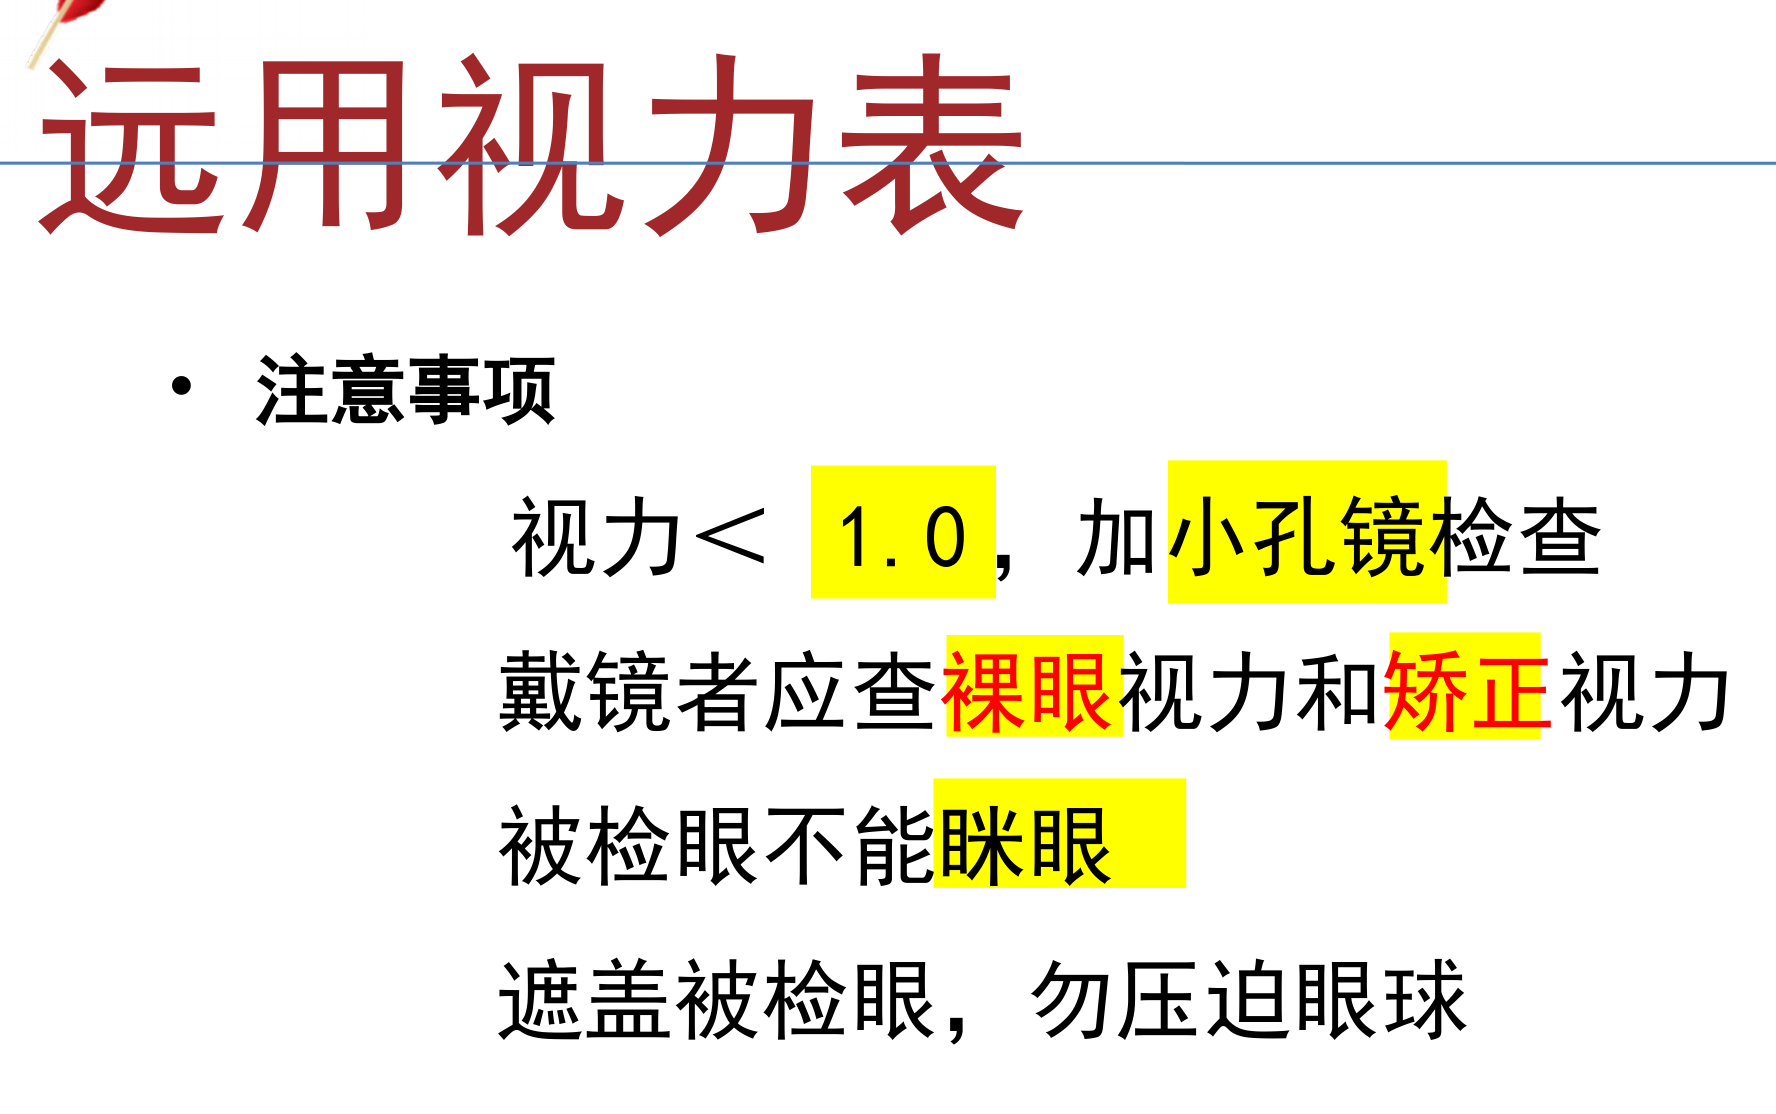 远用视力表
• 注意事项
视力< 1.0，加小孔镜检查
戴镜者应查裸眼视力和矫正视力
被检眼不能眯眼
遮盖被检眼，勿压迫眼球